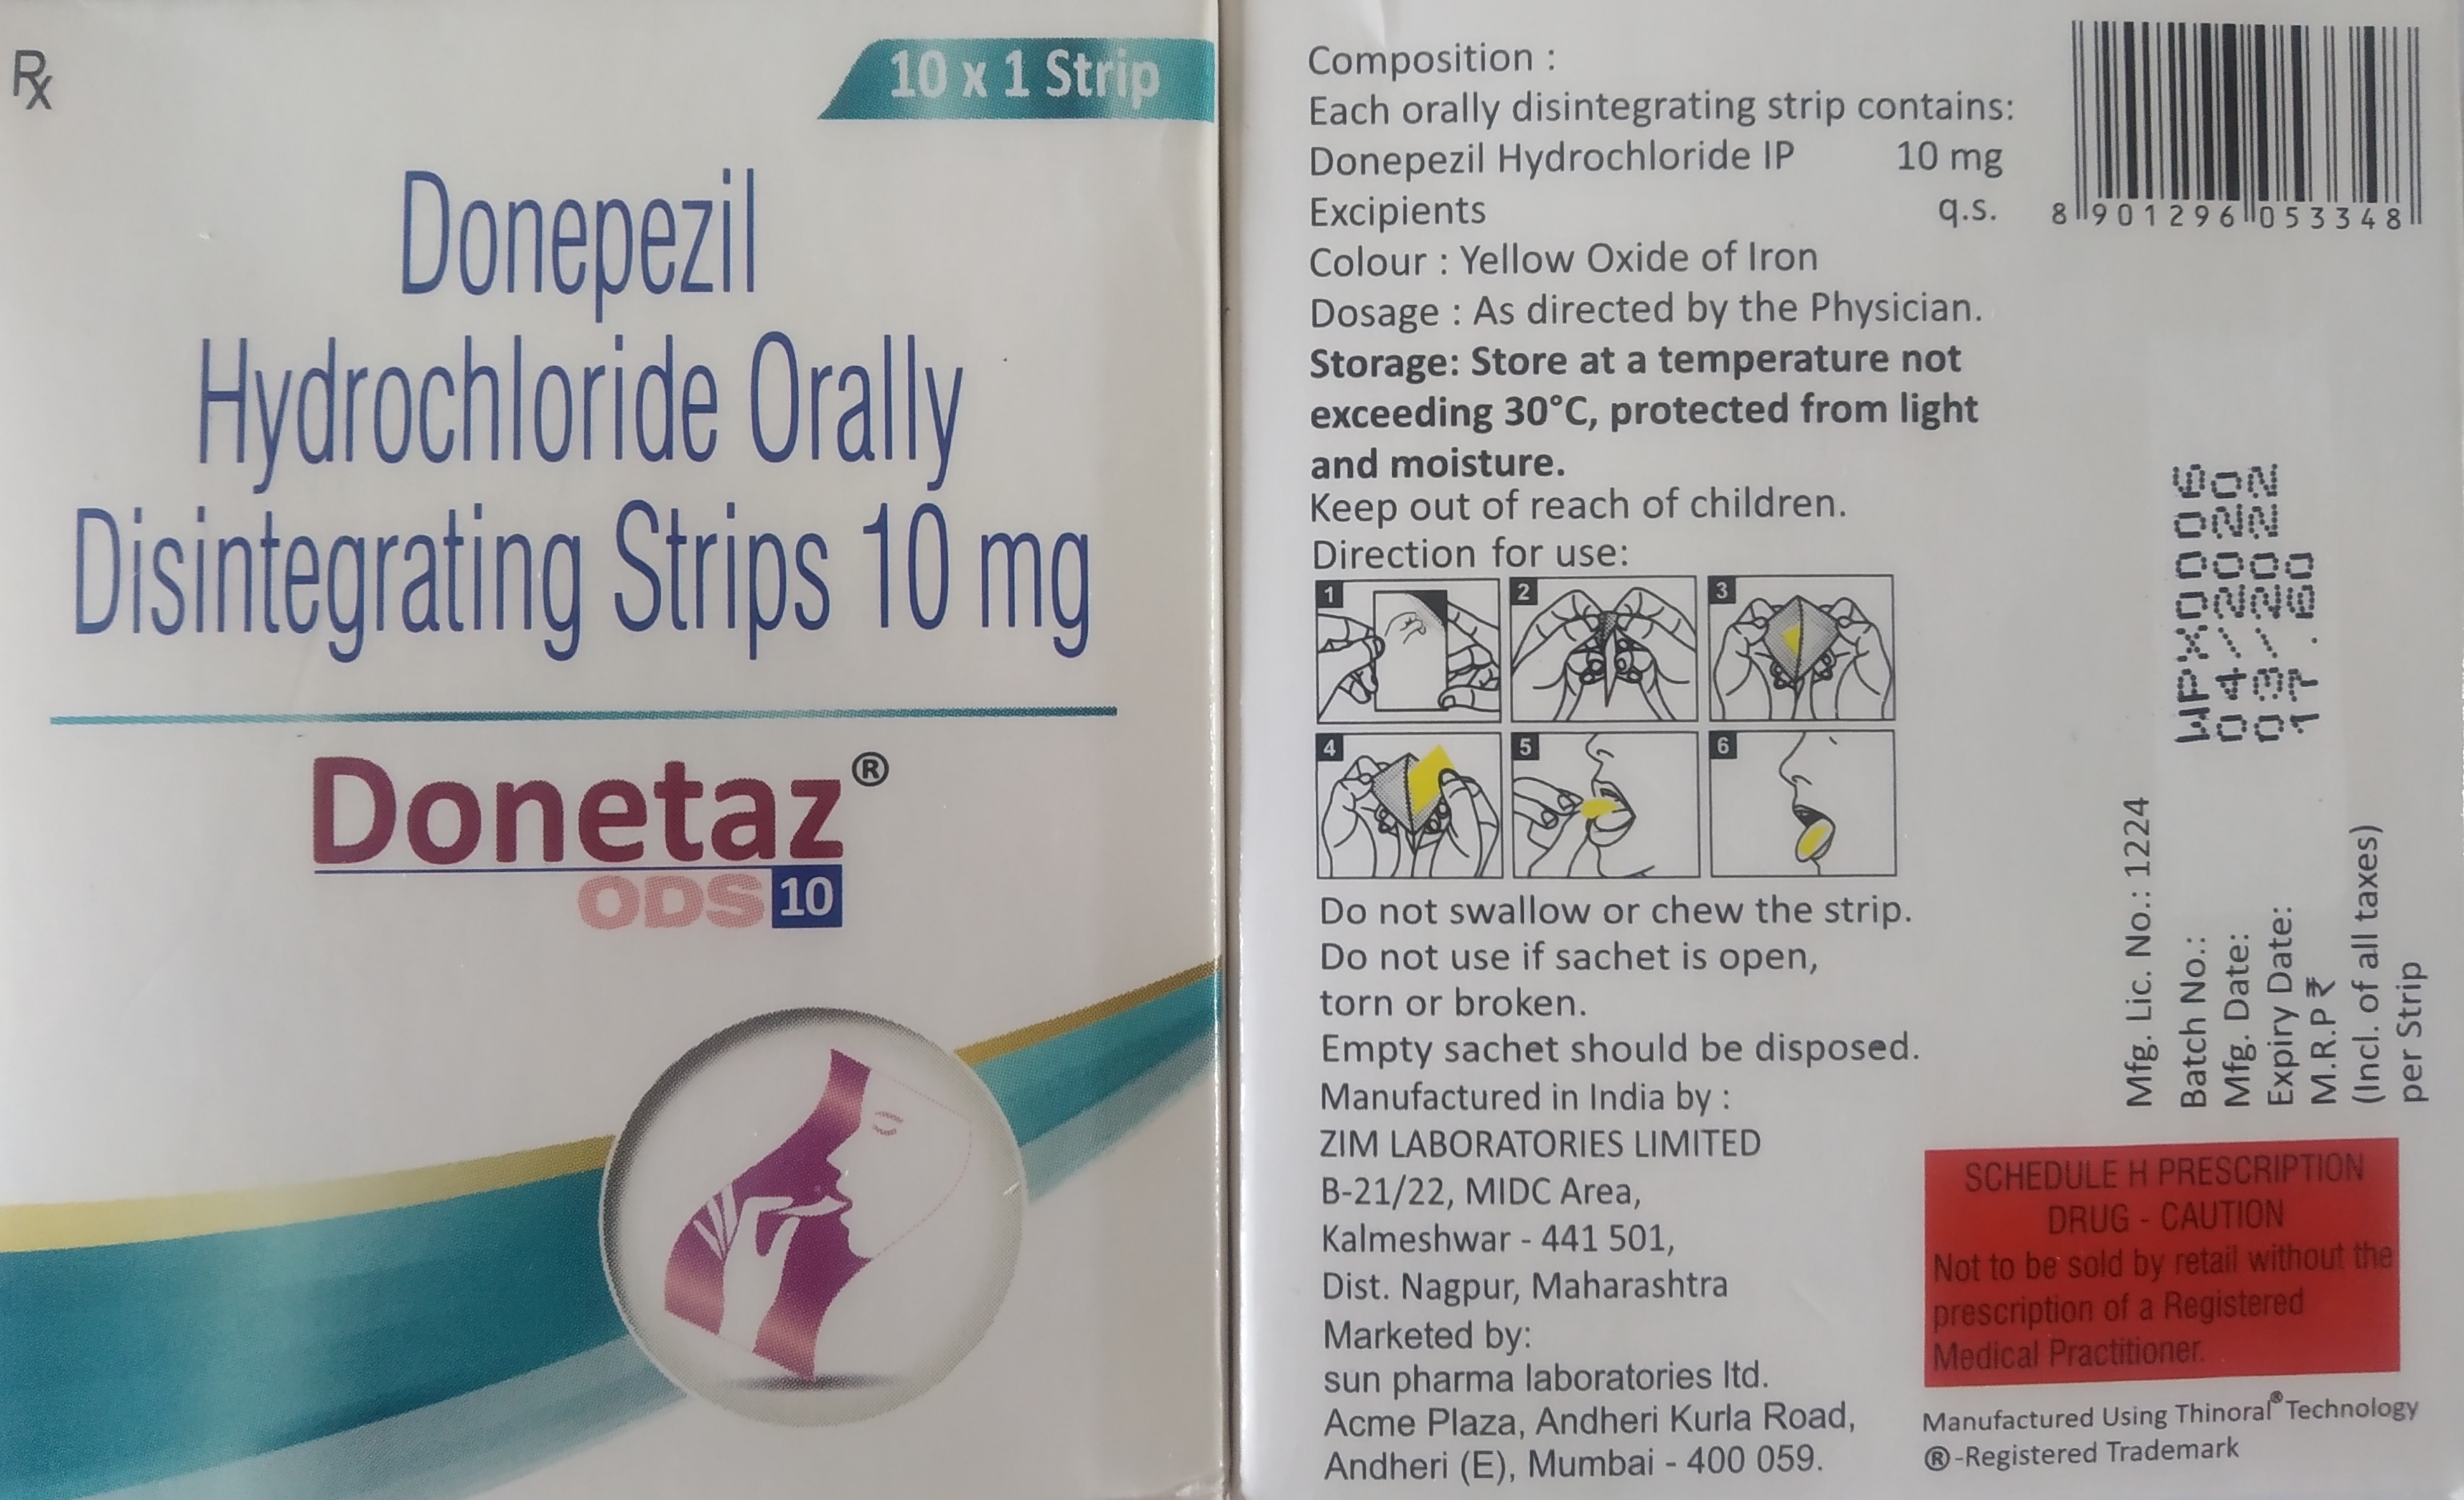 Rx
10 x 1 Strip
Donepezil
Hydrochloride Orally
Disintegrating Strips 10 mg
Donetaz®
ODS 10
Composition :
Each orally disintegrating strip contains:
Donepezil Hydrochloride IP 10 mg
Excipients q.s.
Colour : Yellow Oxide of Iron
Dosage : As directed by the Physician.
Storage: Store at a temperature not
exceeding 30°C, protected from light
and moisture.
Keep out of reach of children.
Direction for use:
1 2 3
4 5 6
Do not swallow or chew the strip.
Do not use if sachet is open,
torn or broken.
Empty sachet should be disposed.
Manufactured in India by :
ZIM LABORATORIES LIMITED
B-21/22, MIDC Area,
Kalmeshwar - 441 501,
Dist. Nagpur, Maharashtra
Marketed by:
sun pharma laboratories ltd.
Acme Plaza, Andheri Kurla Road,
Andheri (E), Mumbai - 400 059.
8 901296 053348
Mfg. Lic. No.: 1224
Batch No.: WPX0006
Mfg. Date: 04/2020
Expiry Date: 03/2022
M.R.P ₹ 17.60
(Incl. of all taxes)
per Strip
SCHEDULE H PRESCRIPTION
DRUG - CAUTION
Not to be sold by retail without the
prescription of a Registered
Medical Practitioner.
Manufactured Using Thinoral® Technology
®-Registered Trademark